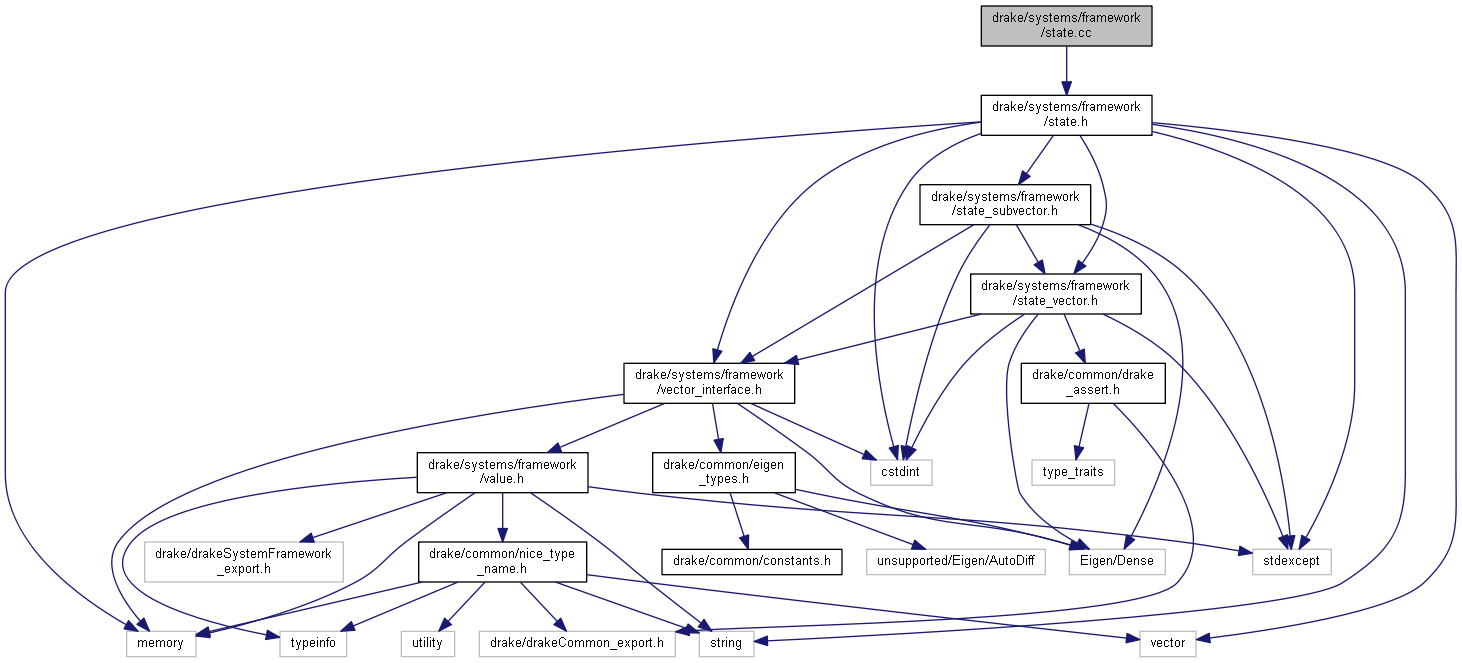 drake/systems/framework
/state.cc
drake/systems/framework
/state.h
drake/systems/framework
/state_subvector.h
drake/systems/framework
/state_vector.h
drake/systems/framework
/vector_interface.h
drake/common/drake
_assert.h
drake/systems/framework
/value.h
drake/common/eigen
_types.h
cstdint
type_traits
drake/drakeSystemFramework
_export.h
drake/common/nice_type
_name.h
drake/common/constants.h
unsupported/Eigen/AutoDiff
Eigen/Dense
stdexcept
memory
typeinfo
utility
drake/drakeCommon_export.h
string
vector